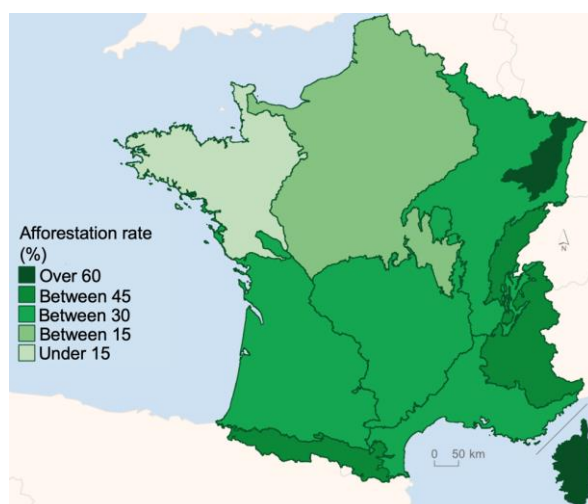 Afforestation rate
(%)
Over 60
Between 45
Between 30
Between 15
Under 15
N
0 50 km